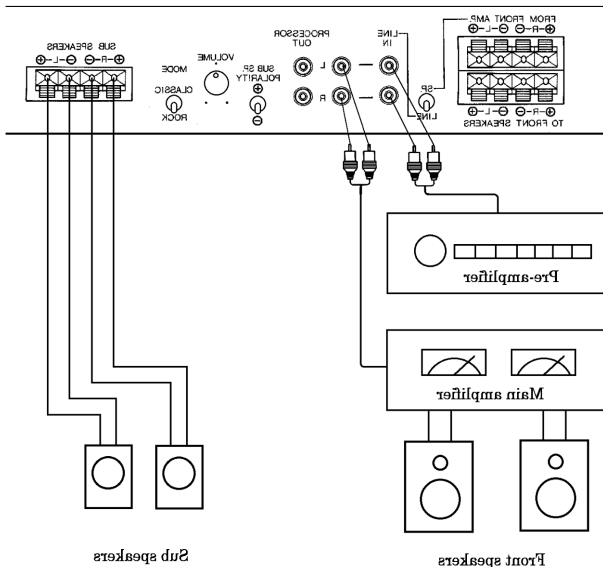 FROM FRONT AMP
⊕-R-⊖ ⊖-L-⊕
LINE
IN
PROCESSOR
OUT
VOLUME
SUB SPEAKERS
⊕-R-⊖ ⊖-L-⊕
L
R
SP
LINE
SUB SP.
POLARITY
⊕
⊖
MODE
CLASSIC
ROCK
⊕-R-⊖ ⊖-L-⊕
TO FRONT SPEAKERS
Pre-amplifier
Main amplifier
Front speakers
Sub speakers